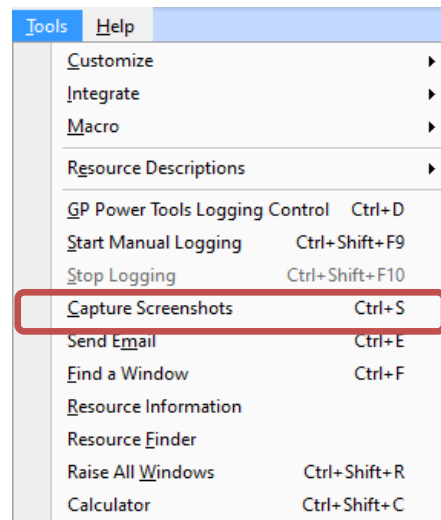 Tools Help
Customize
Integrate
Macro
Resource Descriptions
GP Power Tools Logging Control Ctrl+D
Start Manual Logging Ctrl+Shift+F9
Stop Logging Ctrl+Shift+F10
Capture Screenshots Ctrl+S
Send Email Ctrl+E
Find a Window Ctrl+F
Resource Information
Resource Finder
Raise All Windows Ctrl+Shift+R
Calculator Ctrl+Shift+C